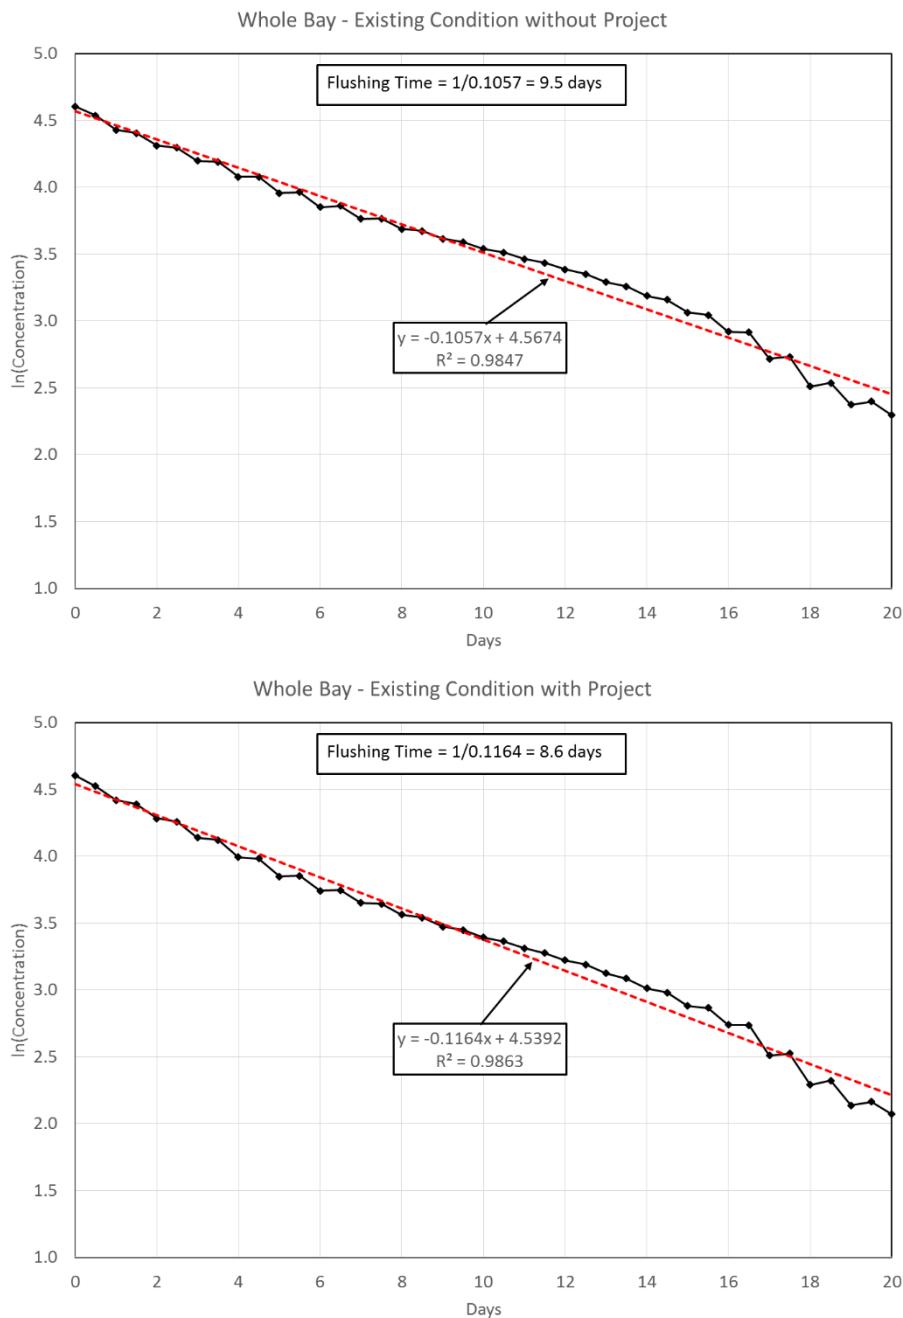 Whole Bay - Existing Condition without Project
Flushing Time = 1/0.1057 = 9.5 days
5.0
4.5
4.0
3.5
3.0
2.5
2.0
1.5
1.0
ln(Concentration)
y = -0.1057x + 4.5674
R² = 0.9847
0 2 4 6 8 10 12 14 16 18 20
Days
Whole Bay - Existing Condition with Project
Flushing Time = 1/0.1164 = 8.6 days
5.0
4.5
4.0
3.5
3.0
2.5
2.0
1.5
1.0
ln(Concentration)
y = -0.1164x + 4.5392
R² = 0.9863
0 2 4 6 8 10 12 14 16 18 20
Days